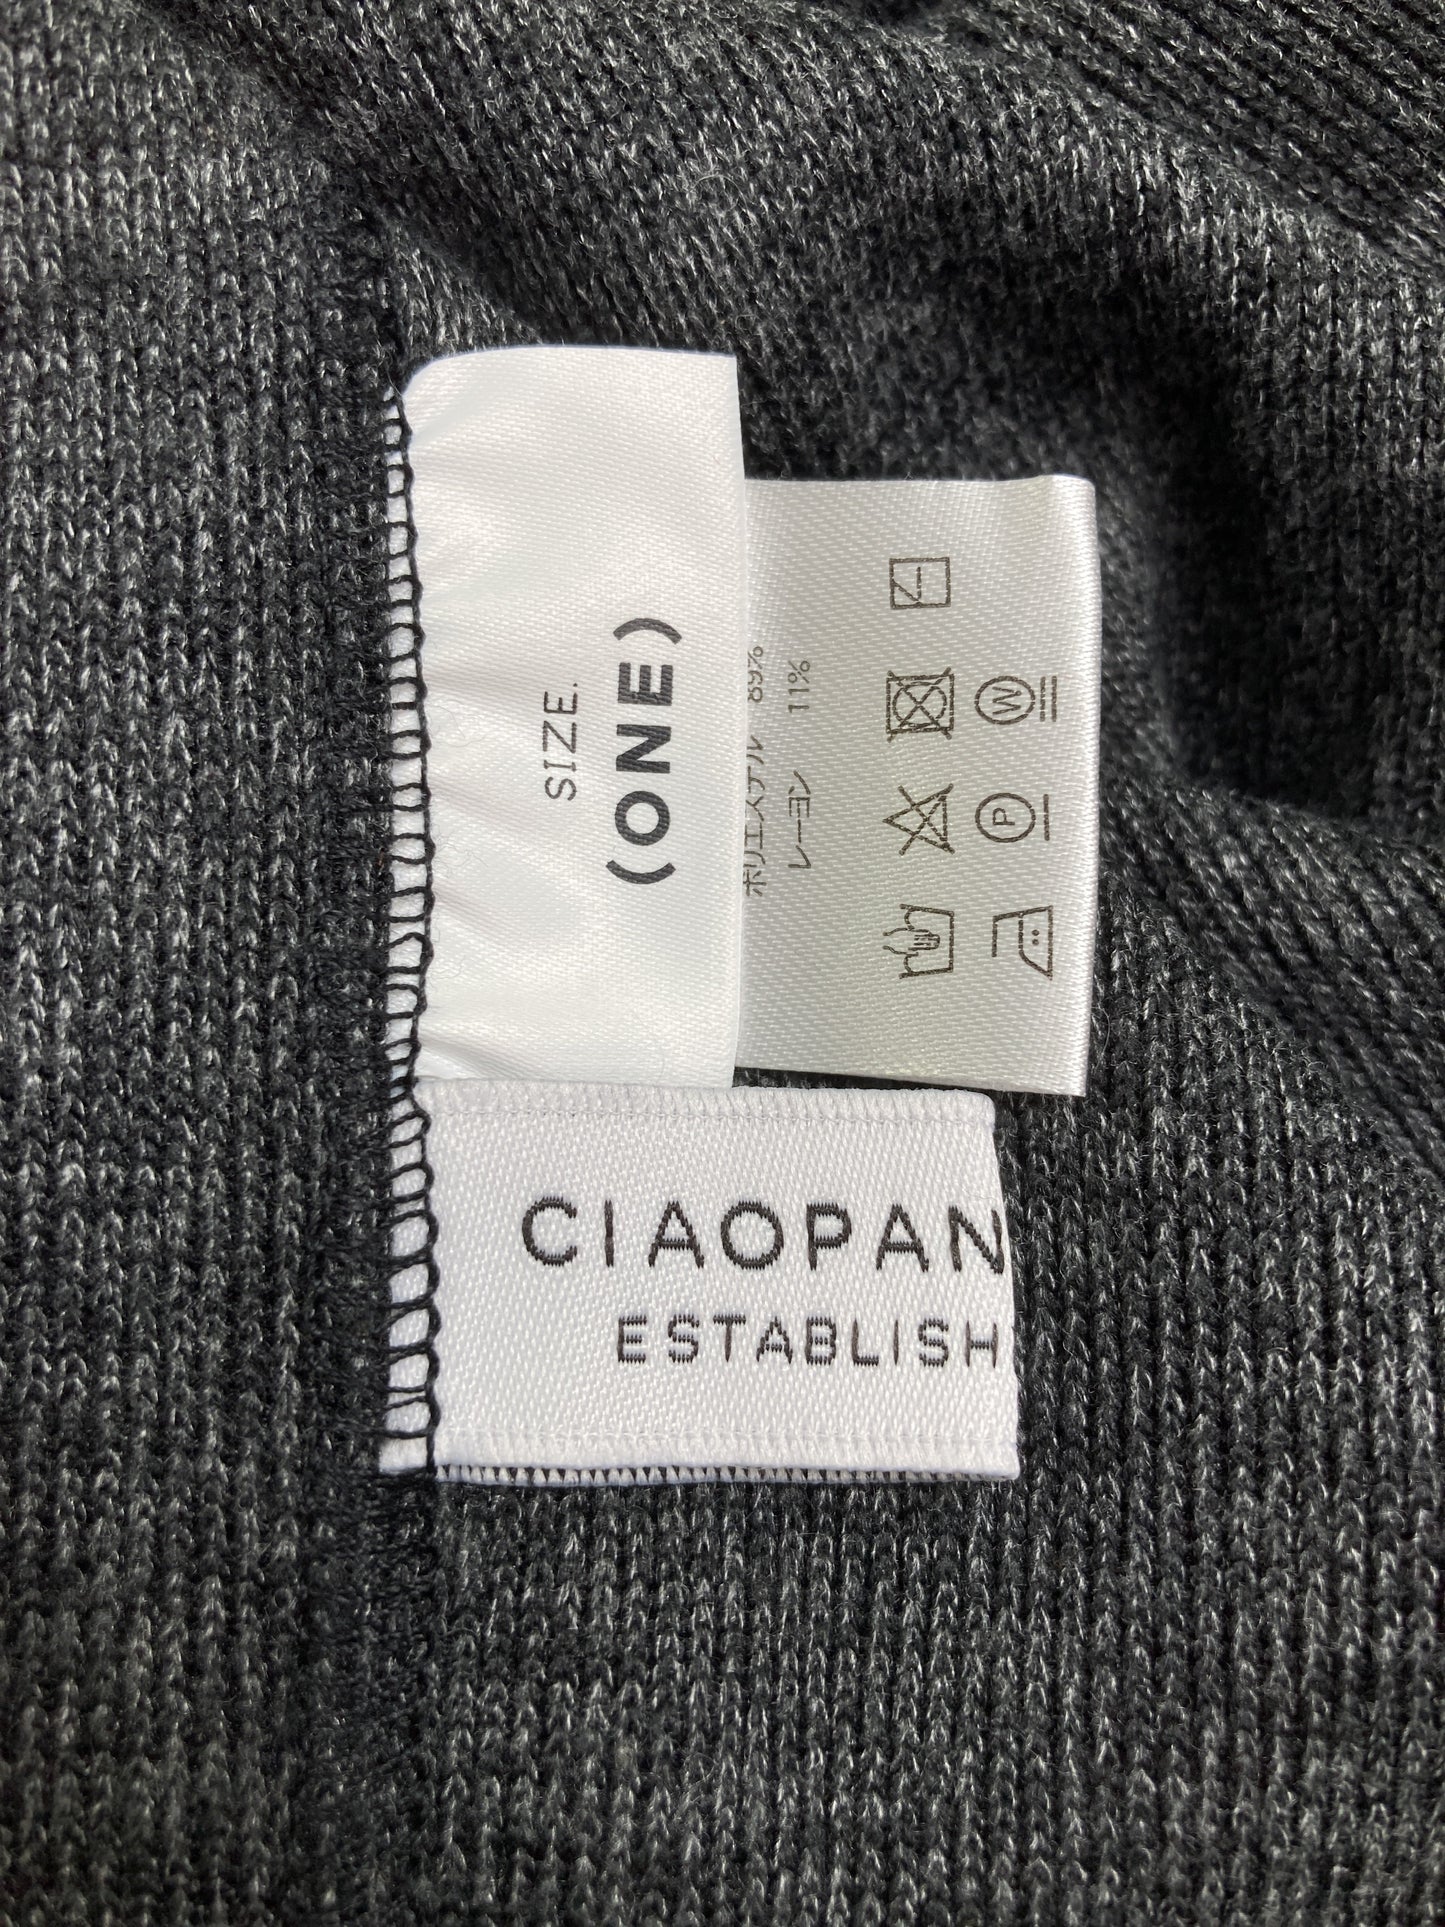 SIZE.
(ONE)
ポリエステル 89%
レーヨン 11%
W
P
CIAOPAN
ESTABLISH